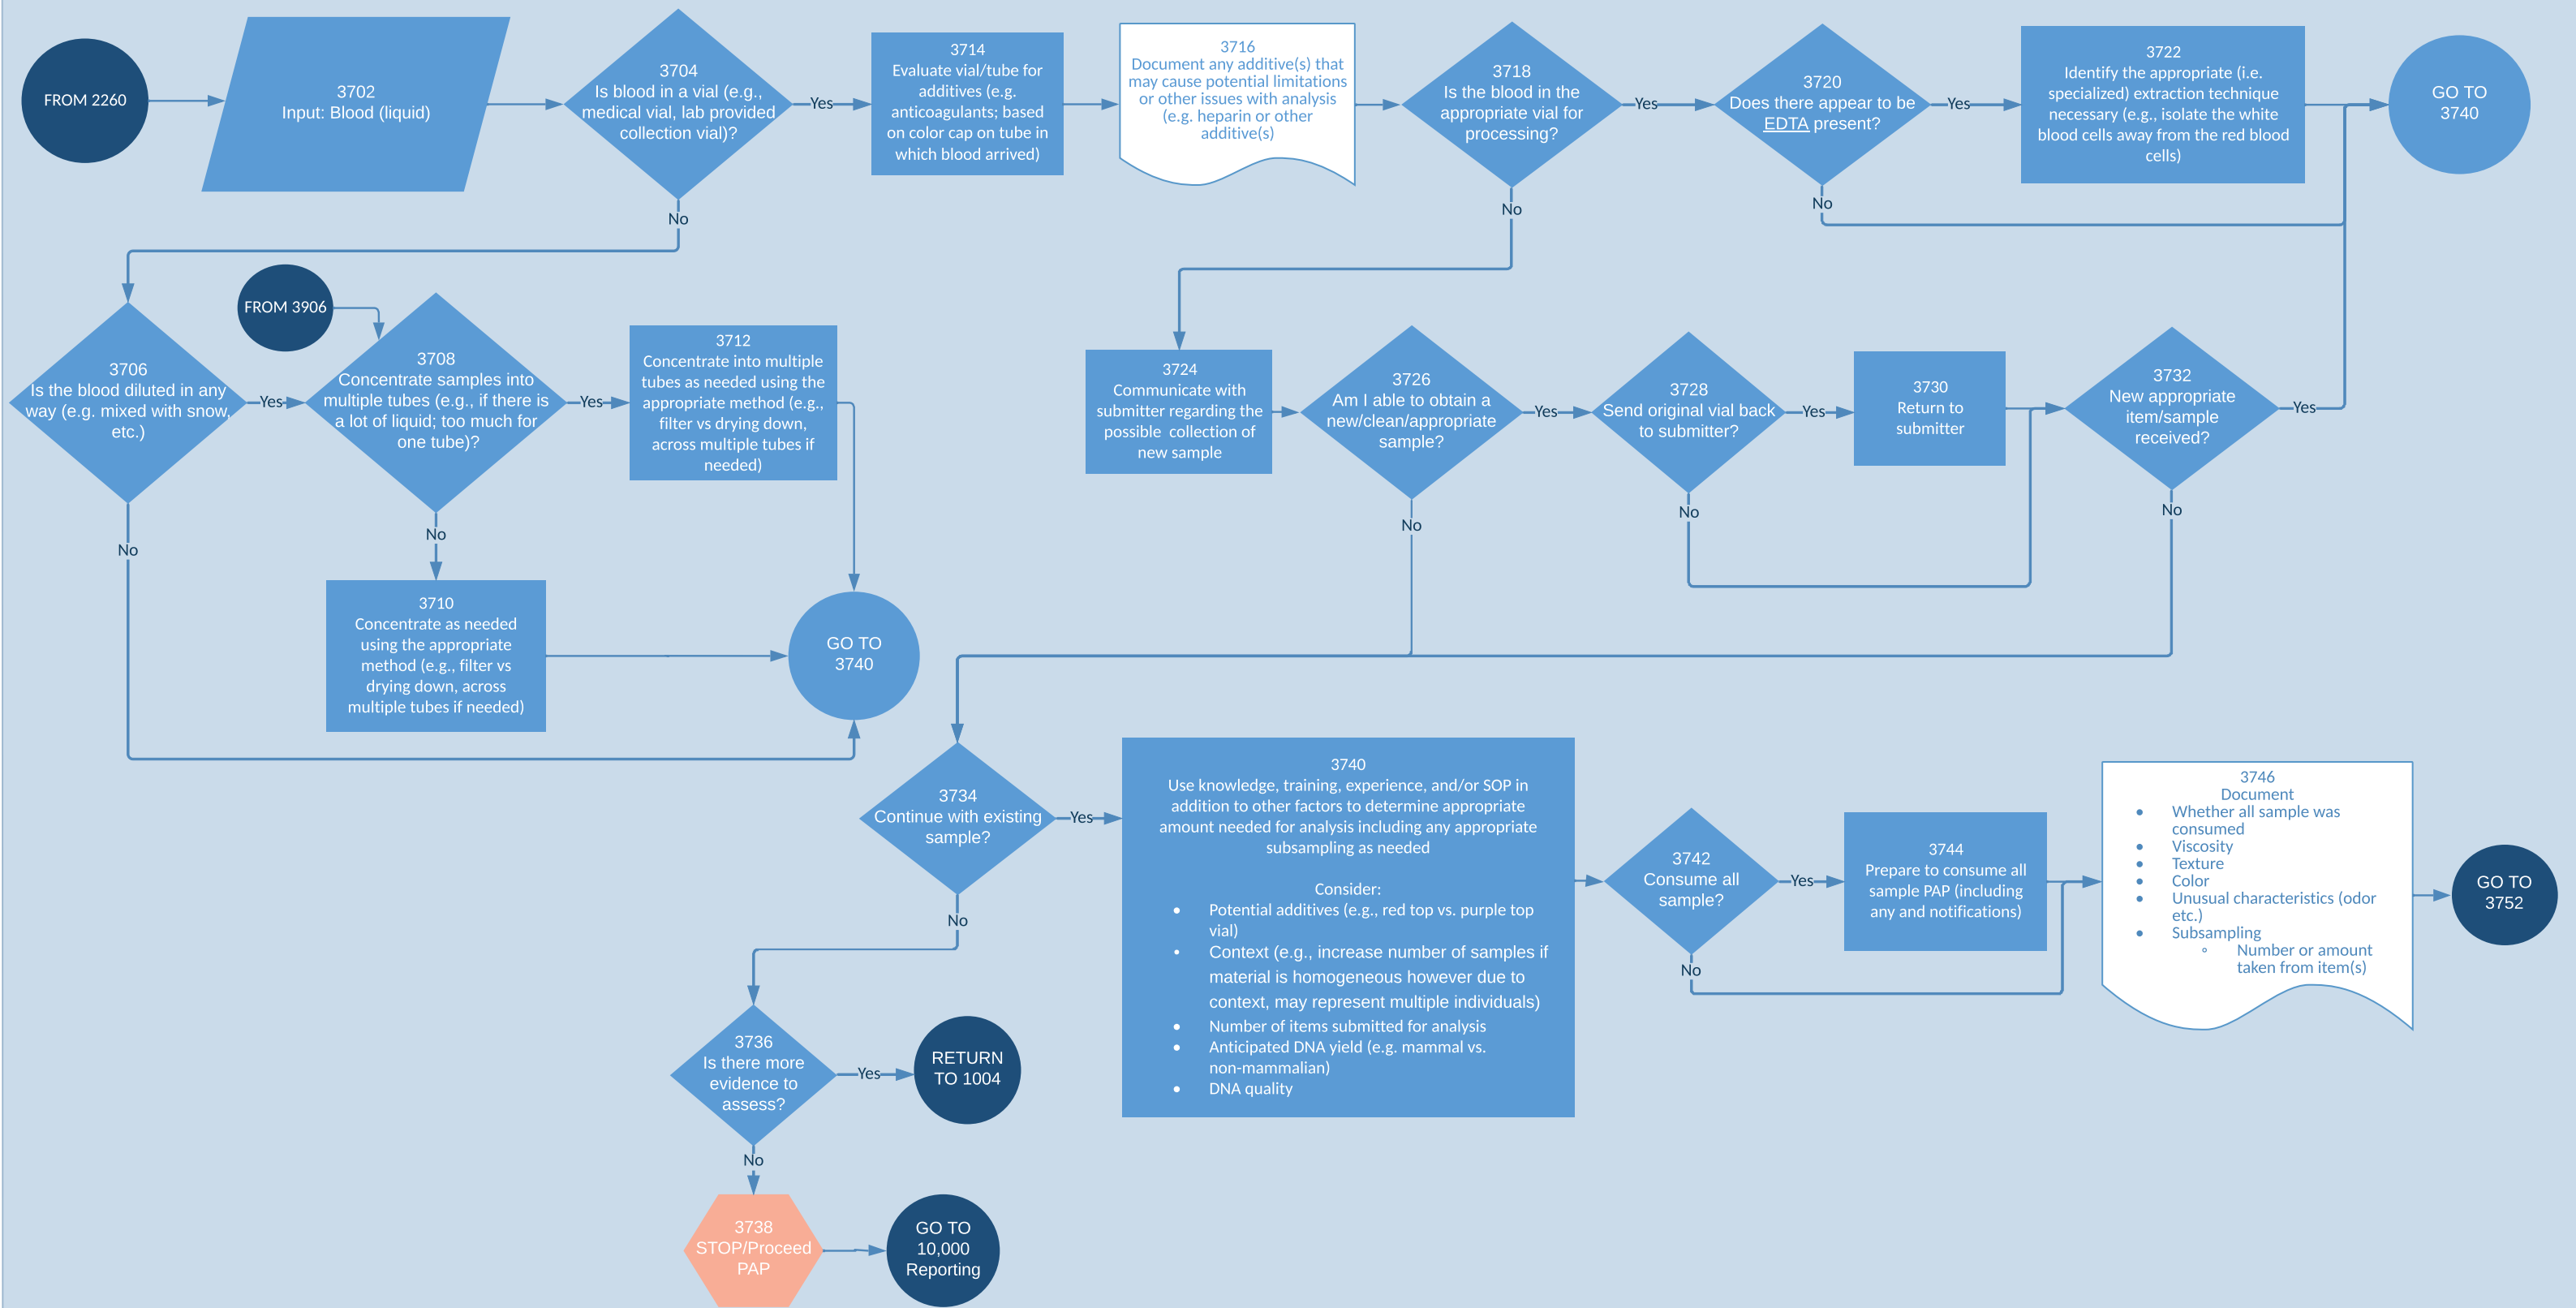 FROM 2260
3702
Input: Blood (liquid)
3704
Is blood in a vial (e.g.,
medical vial, lab provided
collection vial)?
Yes
No
3714
Evaluate vial/tube for
additives (e.g.
anticoagulants; based
on color cap on tube in
which blood arrived)
3716
Document any additive(s) that
may cause potential limitations
or other issues with analysis
(e.g. heparin or other
additive(s)
3718
Is the blood in the
appropriate vial for
processing?
Yes
No
3720
Does there appear to be
EDTA present?
Yes
No
3722
Identify the appropriate (i.e.
specialized) extraction technique
necessary (e.g., isolate the white
blood cells away from the red blood
cells)
GO TO
3740
3706
Is the blood diluted in any
way (e.g. mixed with snow,
etc.)
Yes
No
FROM 3906
3708
Concentrate samples into
multiple tubes (e.g., if there is
a lot of liquid; too much for
one tube)?
Yes
No
3712
Concentrate into multiple
tubes as needed using the
appropriate method (e.g.,
filter vs drying down,
across multiple tubes if
needed)
3710
Concentrate as needed
using the appropriate
method (e.g., filter vs
drying down, across
multiple tubes if needed)
GO TO
3740
3724
Communicate with
submitter regarding the
possible collection of
new sample
3726
Am I able to obtain a
new/clean/appropriate
sample?
Yes
No
3728
Send original vial back
to submitter?
Yes
No
3730
Return to
submitter
3732
New appropriate
item/sample
received?
Yes
No
3734
Continue with existing
sample?
Yes
No
3736
Is there more
evidence to
assess?
Yes
No
RETURN
TO 1004
3738
STOP/Proceed
PAP
GO TO
10,000
Reporting
3740
Use knowledge, training, experience, and/or SOP in
addition to other factors to determine appropriate
amount needed for analysis including any appropriate
subsampling as needed
Consider:
• Potential additives (e.g., red top vs. purple top
vial)
• Context (e.g., increase number of samples if
material is homogeneous however due to
context, may represent multiple individuals)
• Number of items submitted for analysis
• Anticipated DNA yield (e.g. mammal vs.
non-mammalian)
• DNA quality
3742
Consume all
sample?
Yes
No
3744
Prepare to consume all
sample PAP (including
any and notifications)
3746
Document
• Whether all sample was
consumed
• Viscosity
• Texture
• Color
• Unusual characteristics (odor
etc.)
• Subsampling
◦ Number or amount
taken from item(s)
GO TO
3752